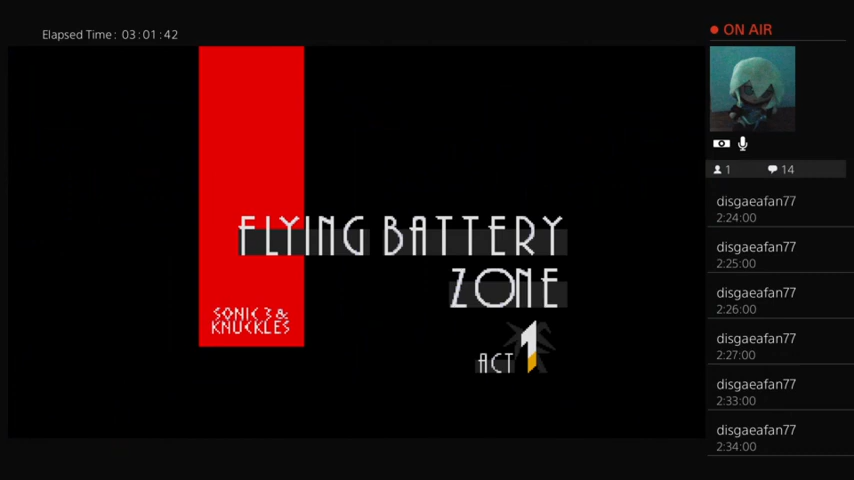 Elapsed Time: 03:01:42
ON AIR
FLYING BATTERY
ZONE
SONIC 3 &
KNUCKLES
ACT 1
1
14
disgaeafan77
2:24:00
disgaeafan77
2:25:00
disgaeafan77
2:26:00
disgaeafan77
2:27:00
disgaeafan77
2:33:00
disgaeafan77
2:34:00